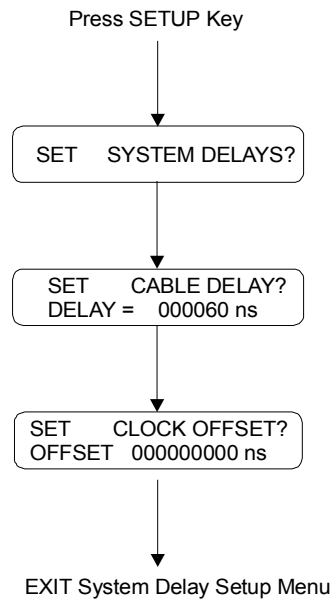 Press SETUP Key
SET SYSTEM DELAYS?
SET CABLE DELAY?
DELAY = 000060 ns
SET CLOCK OFFSET?
OFFSET 000000000 ns
EXIT System Delay Setup Menu